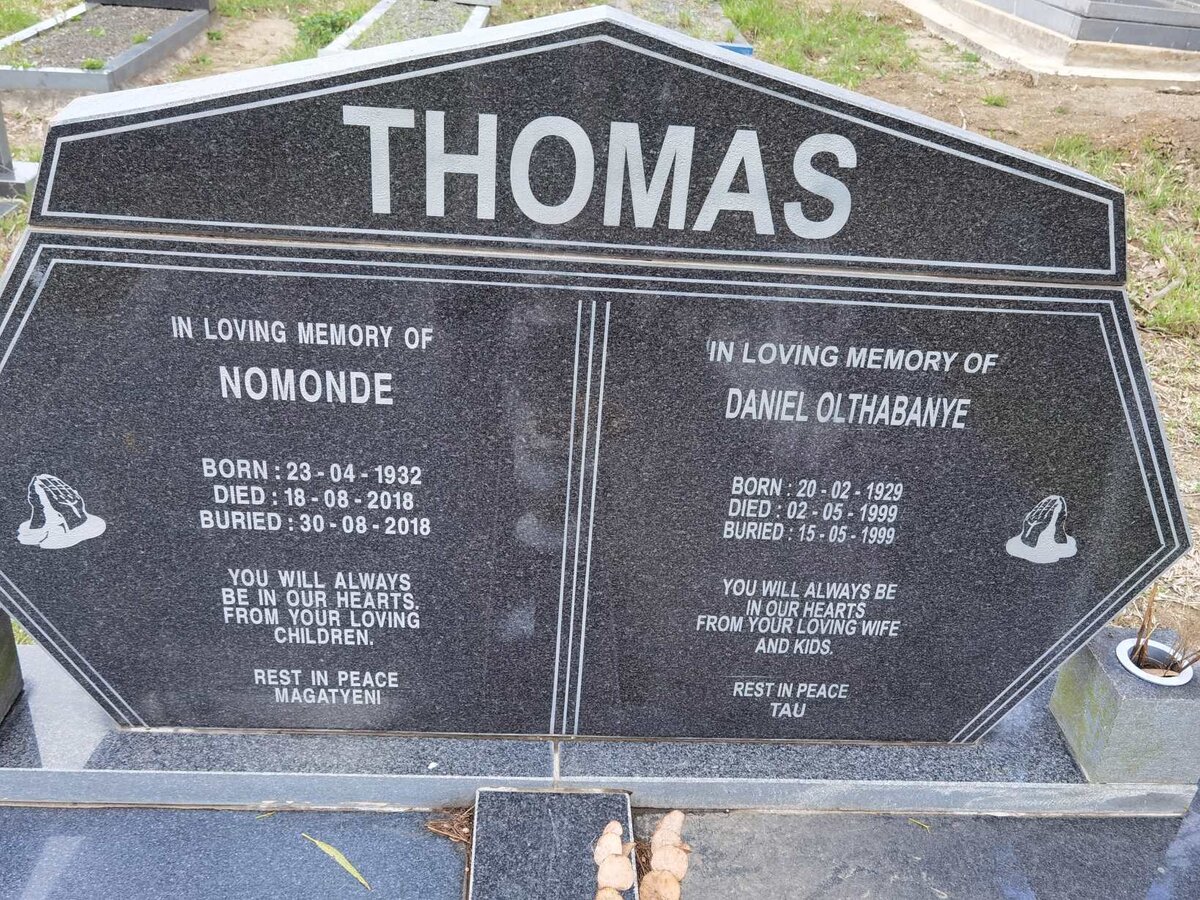 THOMAS
IN LOVING MEMORY OF
NOMONDE
BORN : 23 - 04 - 1932
DIED : 18 - 08 - 2018
BURIED : 30 - 08 - 2018
YOU WILL ALWAYS
BE IN OUR HEARTS.
FROM YOUR LOVING
CHILDREN.
REST IN PEACE
MAGATYENI
IN LOVING MEMORY OF
DANIEL OLTHABANYE
BORN : 20 - 02 - 1929
DIED : 02 - 05 - 1999
BURIED : 15 - 05 - 1999
YOU WILL ALWAYS BE
IN OUR HEARTS
FROM YOUR LOVING WIFE
AND KIDS.
REST IN PEACE
TAU